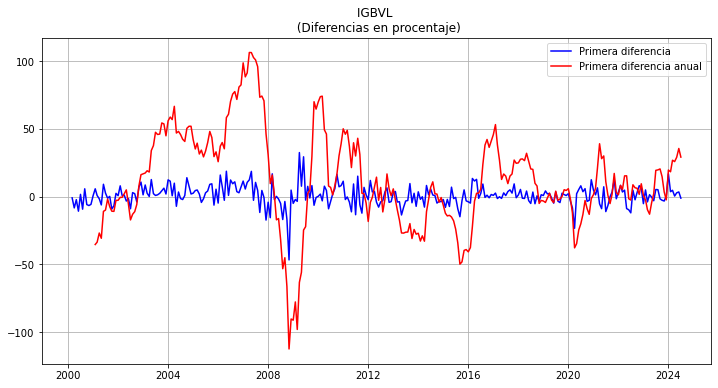 IGBVL
(Diferencias en procentaje)
Primera diferencia
Primera diferencia anual
100
50
0
−50
−100
2000 2004 2008 2012 2016 2020 2024